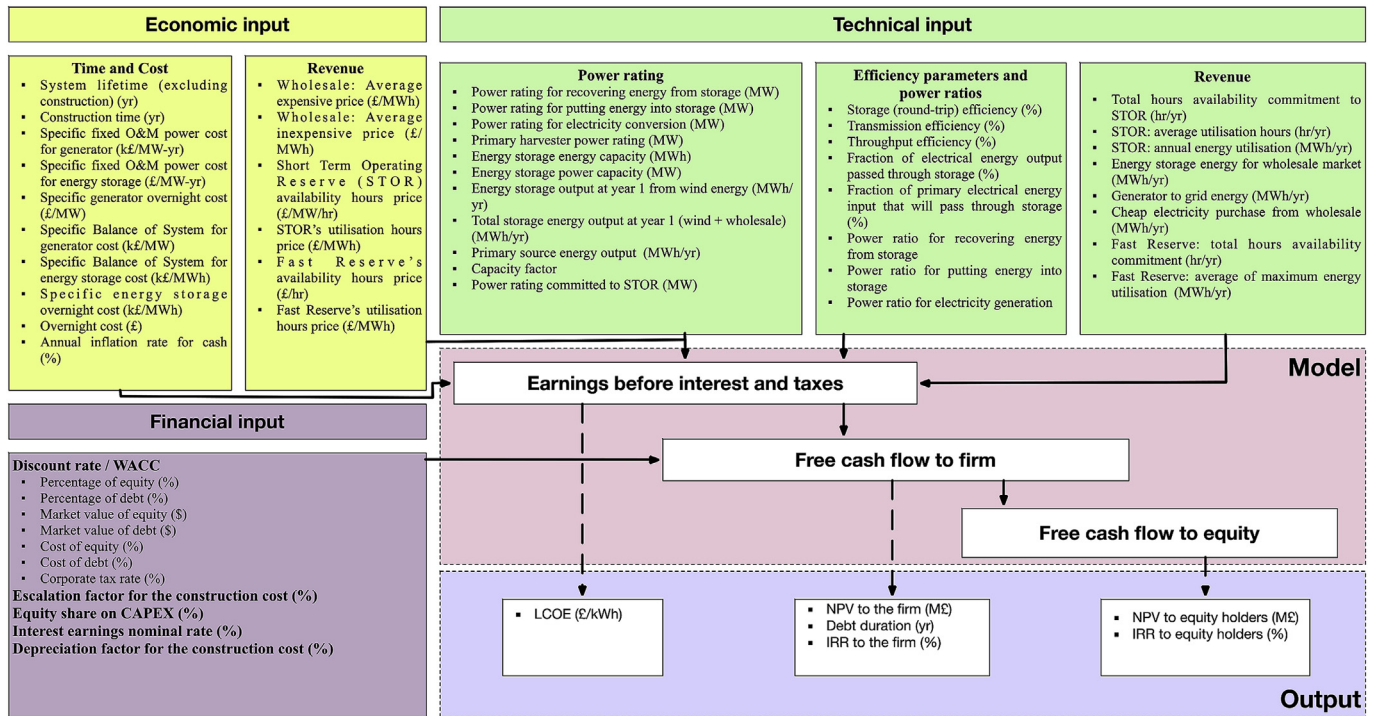 Economic input
Technical input
Time and Cost
▪ System lifetime (excluding
construction) (yr)
▪ Construction time (yr)
▪ Specific fixed O&M power cost
for generator (k£/MW-yr)
▪ Specific fixed O&M power cost
for energy storage (£/MW-yr)
▪ Specific generator overnight cost
(£/MW)
▪ Specific Balance of System for
generator cost (k£/MW)
▪ Specific Balance of System for
energy storage cost (k£/MWh)
▪ Specific energy storage
overnight cost (k£/MWh)
▪ Overnight cost (£)
▪ Annual inflation rate for cash
(%)
Revenue
▪ Wholesale: Average
expensive price (£/MWh)
▪ Wholesale: Average
inexpensive price (£/
MWh)
▪ Short Term Operating
Reserve (STOR)
availability hours price
(£/MW/hr)
▪ STOR's utilisation hours
price (£/MWh)
▪ Fast Reserve's
availability hours price
(£/hr)
▪ Fast Reserve's utilisation
hours price (£/MWh)
Power rating
▪ Power rating for recovering energy from storage (MW)
▪ Power rating for putting energy into storage (MW)
▪ Power rating for electricity conversion (MW)
▪ Primary harvester power rating (MW)
▪ Energy storage energy capacity (MWh)
▪ Energy storage power capacity (MW)
▪ Energy storage output at year 1 from wind energy (MWh/
yr)
▪ Total storage energy output at year 1 (wind + wholesale)
(MWh/yr)
▪ Primary source energy output (MWh/yr)
▪ Capacity factor
▪ Power rating committed to STOR (MW)
Efficiency parameters and
power ratios
▪ Storage (round-trip) efficiency (%)
▪ Transmission efficiency (%)
▪ Throughput efficiency (%)
▪ Fraction of electrical energy output
passed through storage (%)
▪ Fraction of primary electrical energy
input that will pass through storage
(%)
▪ Power ratio for recovering energy
from storage
▪ Power ratio for putting energy into
storage
▪ Power ratio for electricity generation
Revenue
▪ Total hours availability commitment to
STOR (hr/yr)
▪ STOR: average utilisation hours (hr/yr)
▪ STOR: annual energy utilisation (MWh/yr)
▪ Energy storage energy for wholesale market
(MWh/yr)
▪ Generator to grid energy (MWh/yr)
▪ Cheap electricity purchase from wholesale
(MWh/yr)
▪ Fast Reserve: total hours availability
commitment (hr/yr)
▪ Fast Reserve: average of maximum energy
utilisation (MWh/yr)
Model
Earnings before interest and taxes
Financial input
Free cash flow to firm
Discount rate / WACC
▪ Percentage of equity (%)
▪ Percentage of debt (%)
▪ Market value of equity ($)
▪ Market value of debt ($)
▪ Cost of equity (%)
▪ Cost of debt (%)
▪ Corporate tax rate (%)
Escalation factor for the construction cost (%)
Equity share on CAPEX (%)
Interest earnings nominal rate (%)
Depreciation factor for the construction cost (%)
Free cash flow to equity
▪ LCOE (£/kWh)
▪ NPV to the firm (M£)
▪ Debt duration (yr)
▪ IRR to the firm (%)
▪ NPV to equity holders (M£)
▪ IRR to equity holders (%)
Output